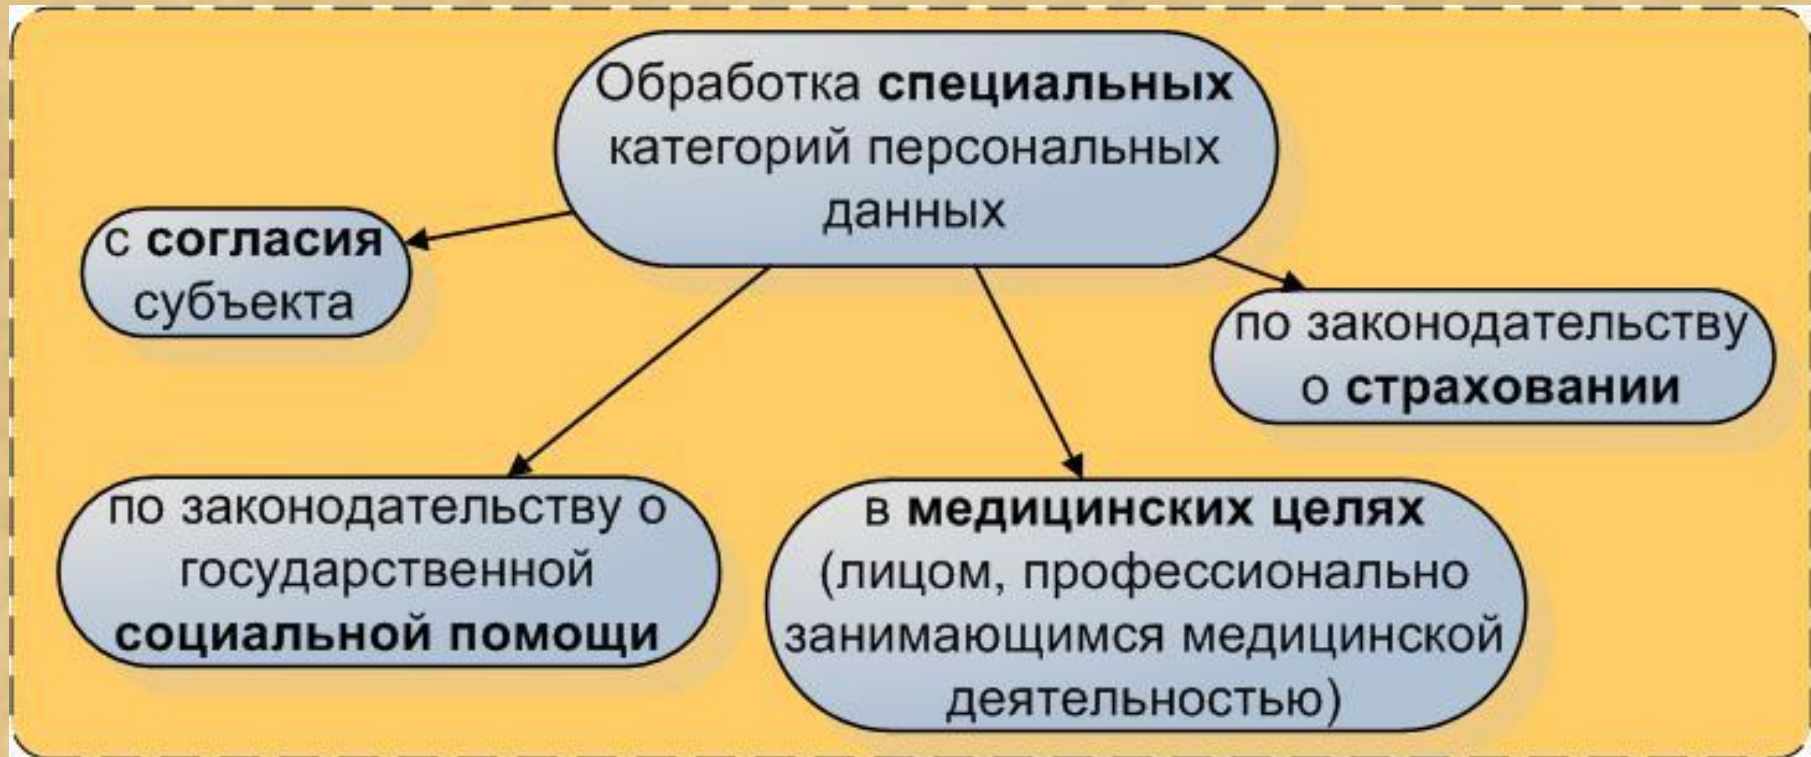 Обработка специальных
категорий персональных
данных
с согласия
субъекта
по законодательству
о страховании
по законодательству о
государственной
социальной помощи
в медицинских целях
(лицом, профессионально
занимающимся медицинской
деятельностью)